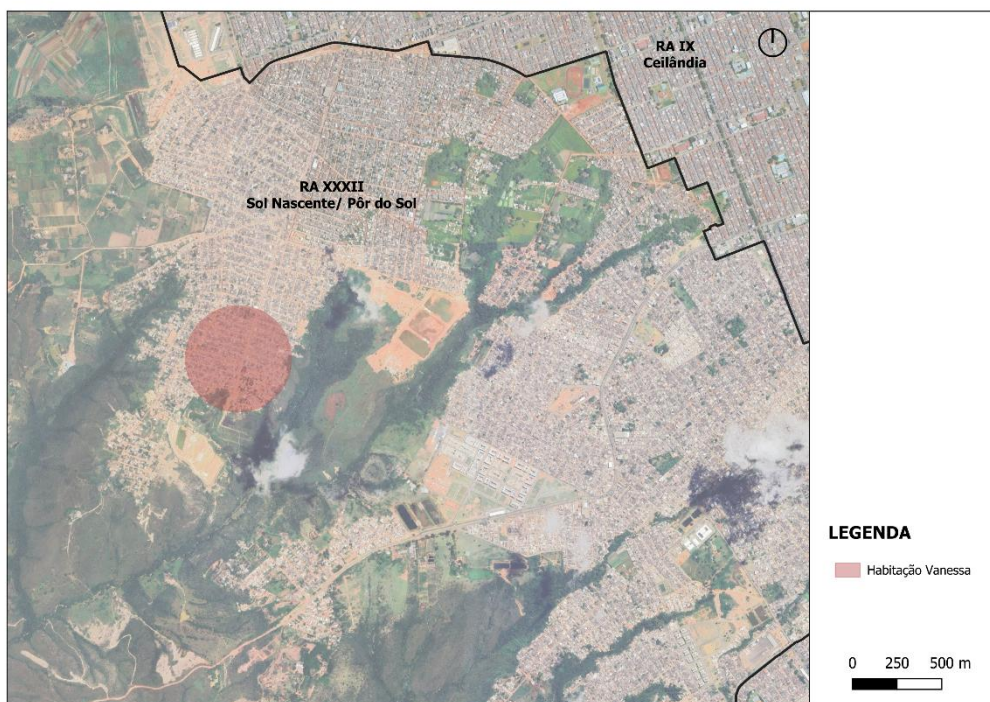 RA IX
Ceilândia
RA XXXII
Sol Nascente/ Pôr do Sol
LEGENDA
Habitação Vanessa
0 250 500 m